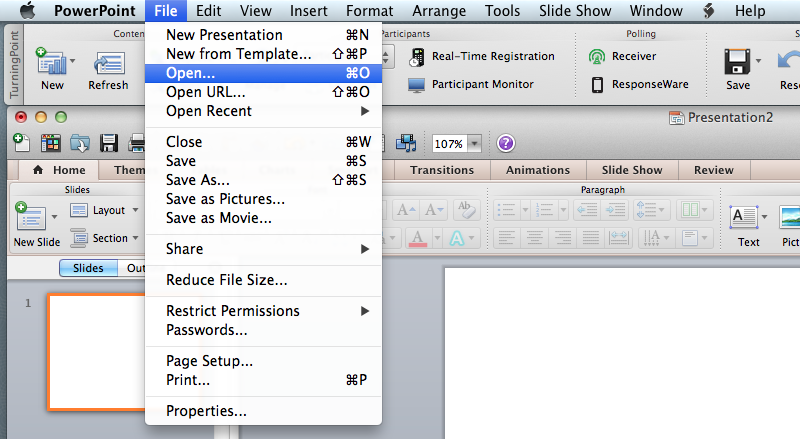 PowerPoint File Edit View Insert Format Arrange Tools Slide Show Window Help
TurningPoint
Conten
Participants
Polling
New
Refresh
Real-Time Registration
Participant Monitor
Receiver
ResponseWare
Save
Reso
New Presentation ⌘N
New from Template... ⇧⌘P
Open... ⌘O
Open URL... ⇧⌘O
Open Recent
Close ⌘W
Save ⌘S
Save As... ⇧⌘S
Save as Pictures...
Save as Movie...
Share
Reduce File Size...
Restrict Permissions
Passwords...
Page Setup...
Print... ⌘P
Properties...
Presentation2
107%
Home Them Transitions Animations Slide Show Review
Slides
Paragraph
New Slide
Layout
Section
Text
Pict
Slides Out
1